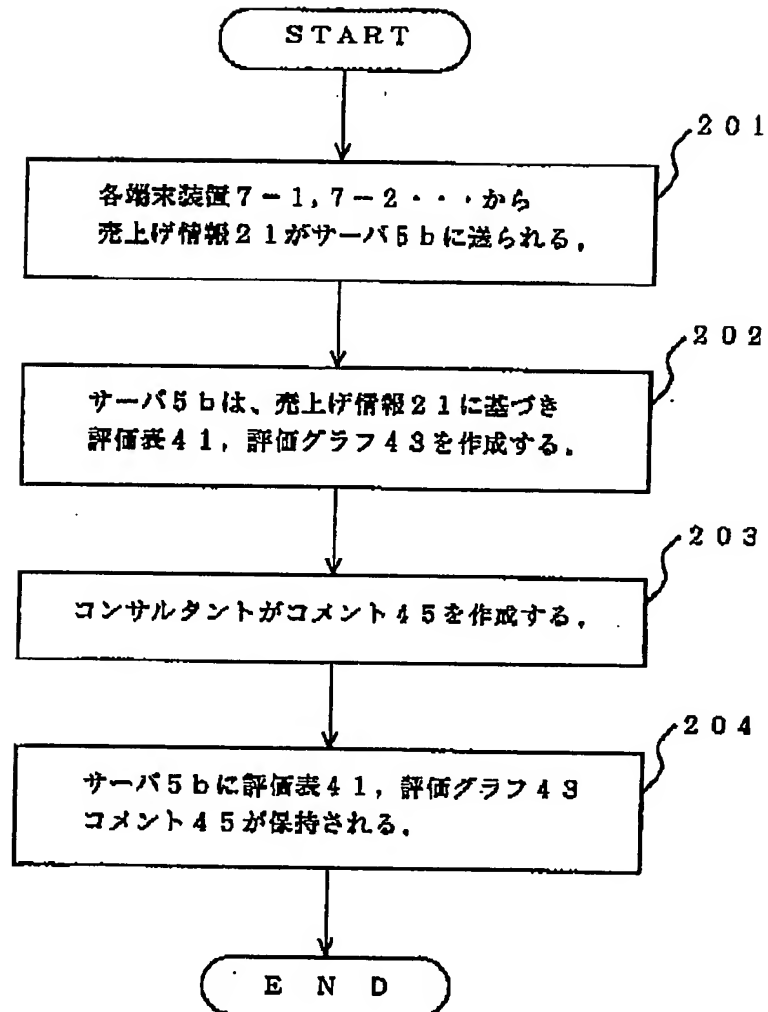 START
201
各端末装置7-1,7-2・・・から
売上げ情報21がサーバ5bに送られる。
202
サーバ5bは、売上げ情報21に基づき
評価表41,評価グラフ43を作成する。
203
コンサルタントがコメント45を作成する。
204
サーバ5bに評価表41,評価グラフ43
コメント45が保持される。
END